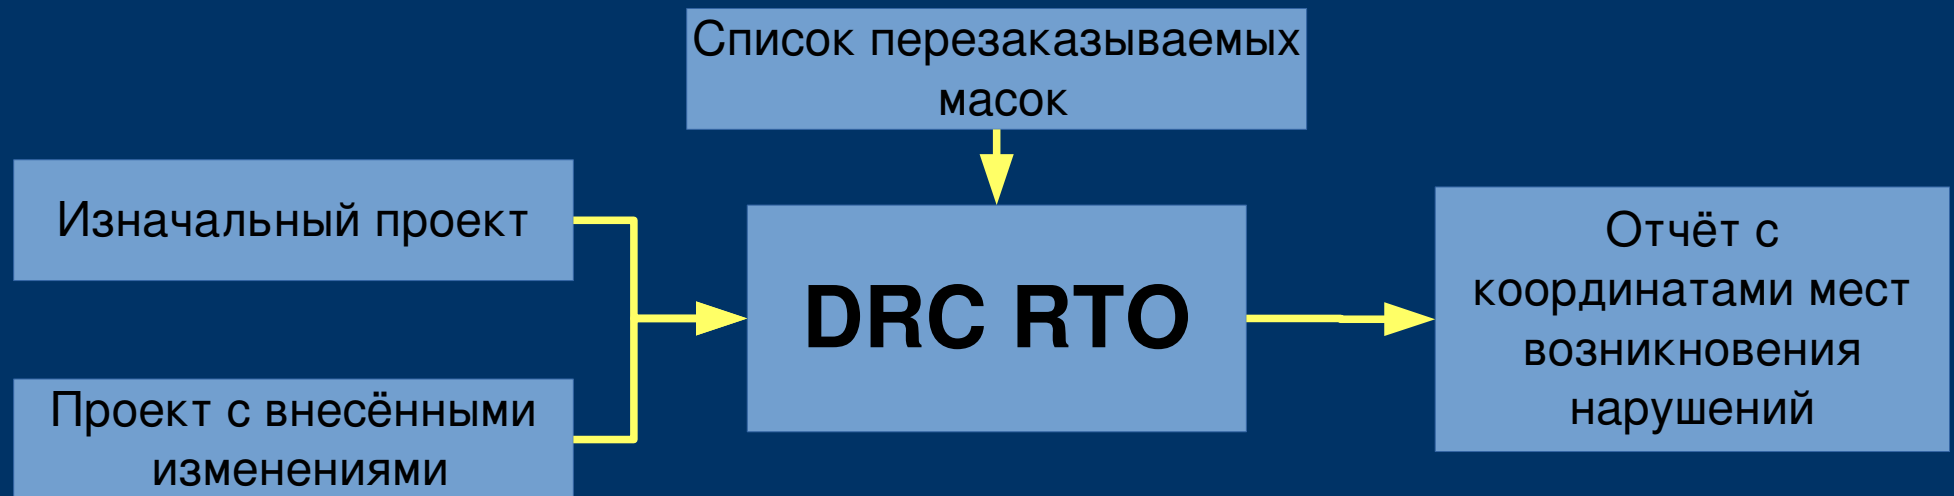 Список перезаказываемых
масок
Изначальный проект
Проект с внесёнными
изменениями
DRC RTO
Отчёт с
координатами мест
возникновения
нарушений